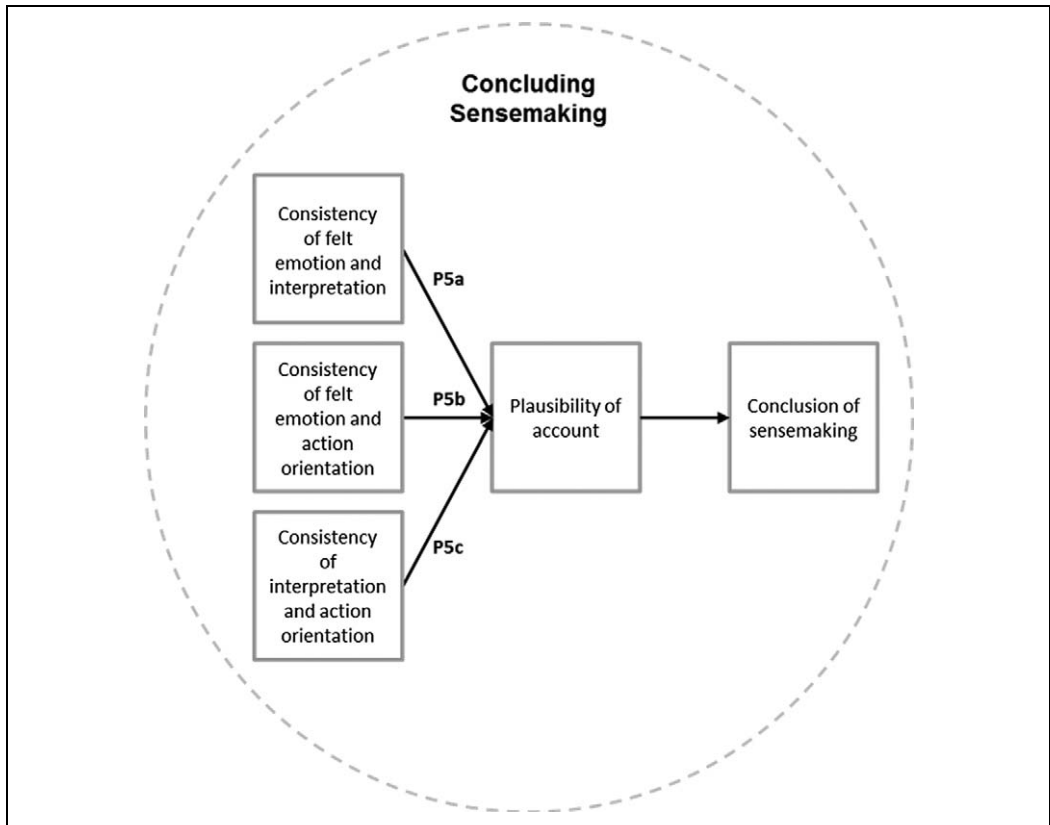 Concluding
Sensemaking
Consistency
of felt
emotion and
interpretation
P5a
Consistency
of felt
emotion and
action
orientation
P5b
Plausibility of
account
Conclusion of
sensemaking
Consistency
of
interpretation
and action
orientation
P5c